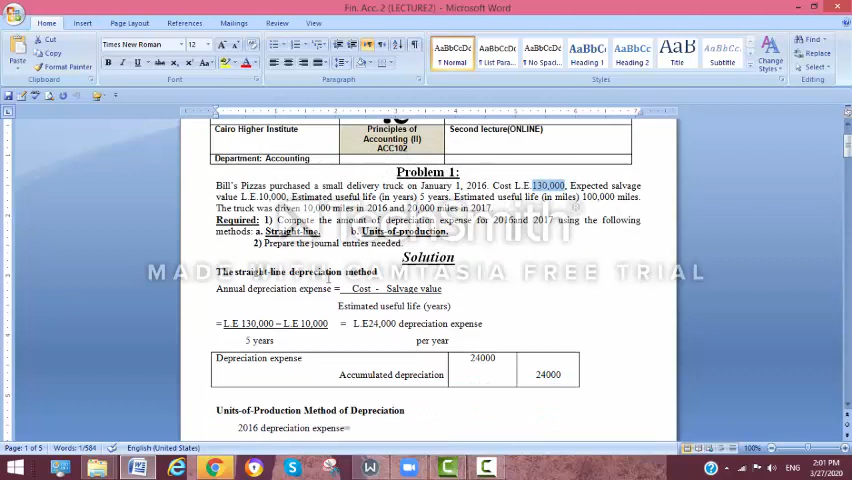 Fin. Acc. 2 (LECTURE2) - Microsoft Word
Home Insert Page Layout References Mailings Review View
Cut
Copy
Format Painter
Paste
Times New Roman 12
AaBbCcDc AaBbCcDc AaBbCcDc AaBbC AaBbCc AaB AaBbCcL
¶ Normal ¶ List Para... ¶ No Spaci... Heading 1 Heading 2 Title Subtitle
Change Styles
Find
Replace
Select
Clipboard Font Paragraph Styles Editing
Cairo Higher Institute
Principles of
Accounting (II)
ACC102
Second lecture(ONLINE)
Department: Accounting
Problem 1:
Bill's Pizzas purchased a small delivery truck on January 1, 2016. Cost L.E.130,000, Expected salvage
value L.E.10,000, Estimated useful life (in years) 5 years, Estimated useful life (in miles) 100,000 miles.
The truck was driven 10,000 miles in 2016 and 20,000 miles in 2017.
Required: 1) Compute the amount of depreciation expense for 2016and 2017 using the following
methods: a. Straight-line. b. Units-of-production.
2) Prepare the journal entries needed.
TechSmith
MADE WITH CAMTASIA FREE TRIAL
Solution
The straight-line depreciation method
Annual depreciation expense = Cost - Salvage value
Estimated useful life (years)
= L.E 130,000 – L.E 10,000 = L.E24,000 depreciation expense
5 years per year
Depreciation expense 24000
Accumulated depreciation 24000
Units-of-Production Method of Depreciation
2016 depreciation expense=
Page: 1 of 5 Words: 1/584 English (United States) 100%
ENG 2:01 PM
3/27/2020